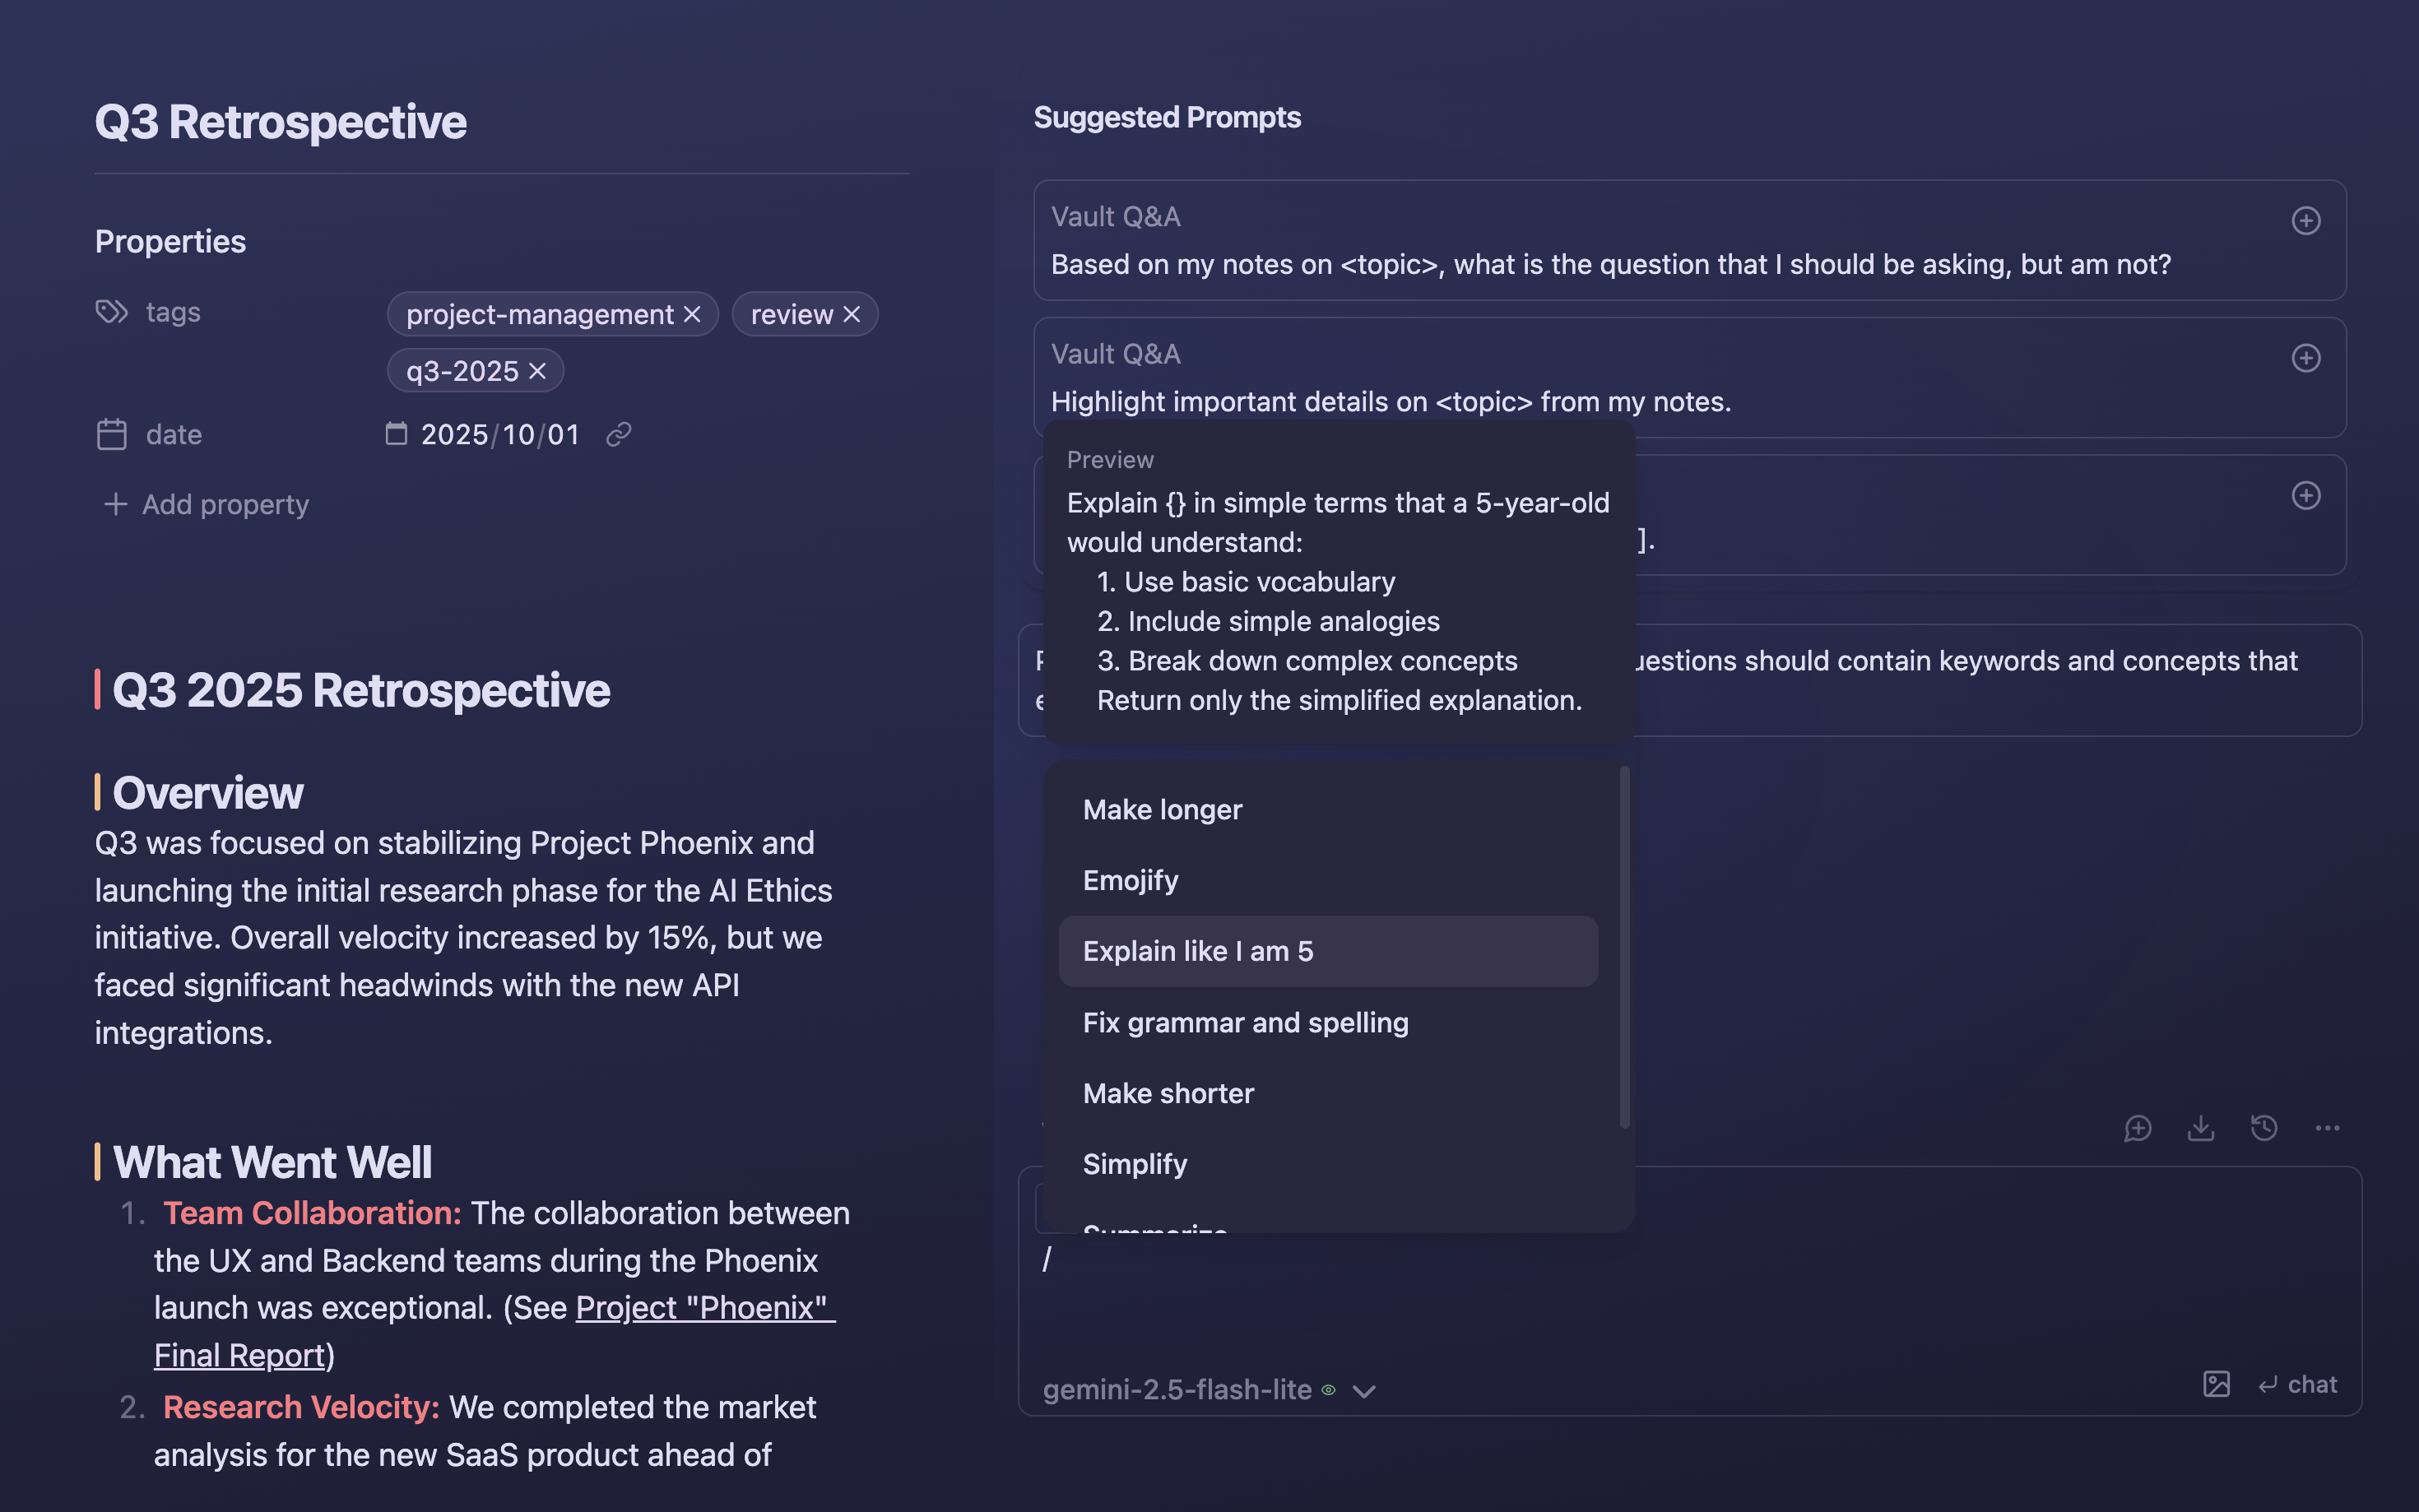 Q3 Retrospective
Properties
tags
project-management
review
q3-2025
date
2025/10/01
Add property
Q3 2025 Retrospective
Overview
Q3 was focused on stabilizing Project Phoenix and
launching the initial research phase for the AI Ethics
initiative. Overall velocity increased by 15%, but we
faced significant headwinds with the new API
integrations.
What Went Well
1. Team Collaboration: The collaboration between
the UX and Backend teams during the Phoenix
launch was exceptional. (See Project "Phoenix"
Final Report)
2. Research Velocity: We completed the market
analysis for the new SaaS product ahead of
Suggested Prompts
Vault Q&A
Based on my notes on <topic>, what is the question that I should be asking, but am not?
Vault Q&A
Highlight important details on <topic> from my notes.
].
Preview
Explain {} in simple terms that a 5-year-old
would understand:
1. Use basic vocabulary
2. Include simple analogies
3. Break down complex concepts
Return only the simplified explanation.
should contain keywords and concepts that
Make longer
Emojify
Explain like I am 5
Fix grammar and spelling
Make shorter
Simplify
/
gemini-2.5-flash-lite
chat